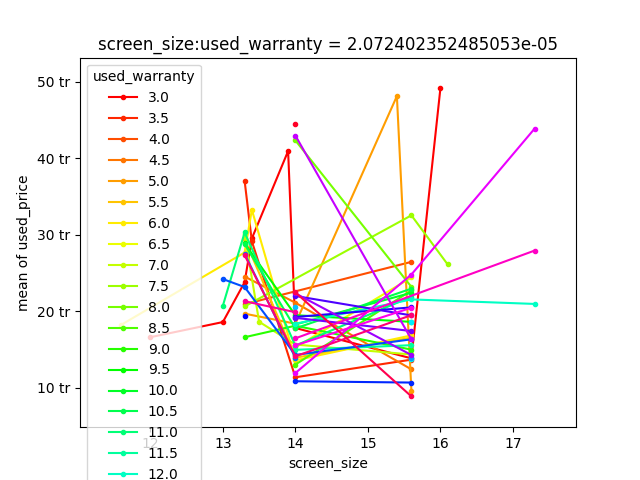 screen_size:used_warranty = 2.072402352485053e-05
50 tr
40 tr
30 tr
20 tr
10 tr
mean of used_price
used_warranty
3.0
3.5
4.0
4.5
5.0
5.5
6.0
6.5
7.0
7.5
8.0
8.5
9.0
9.5
10.0
10.5
11.0
11.5
12.0
12
13
14
15
16
17
screen_size